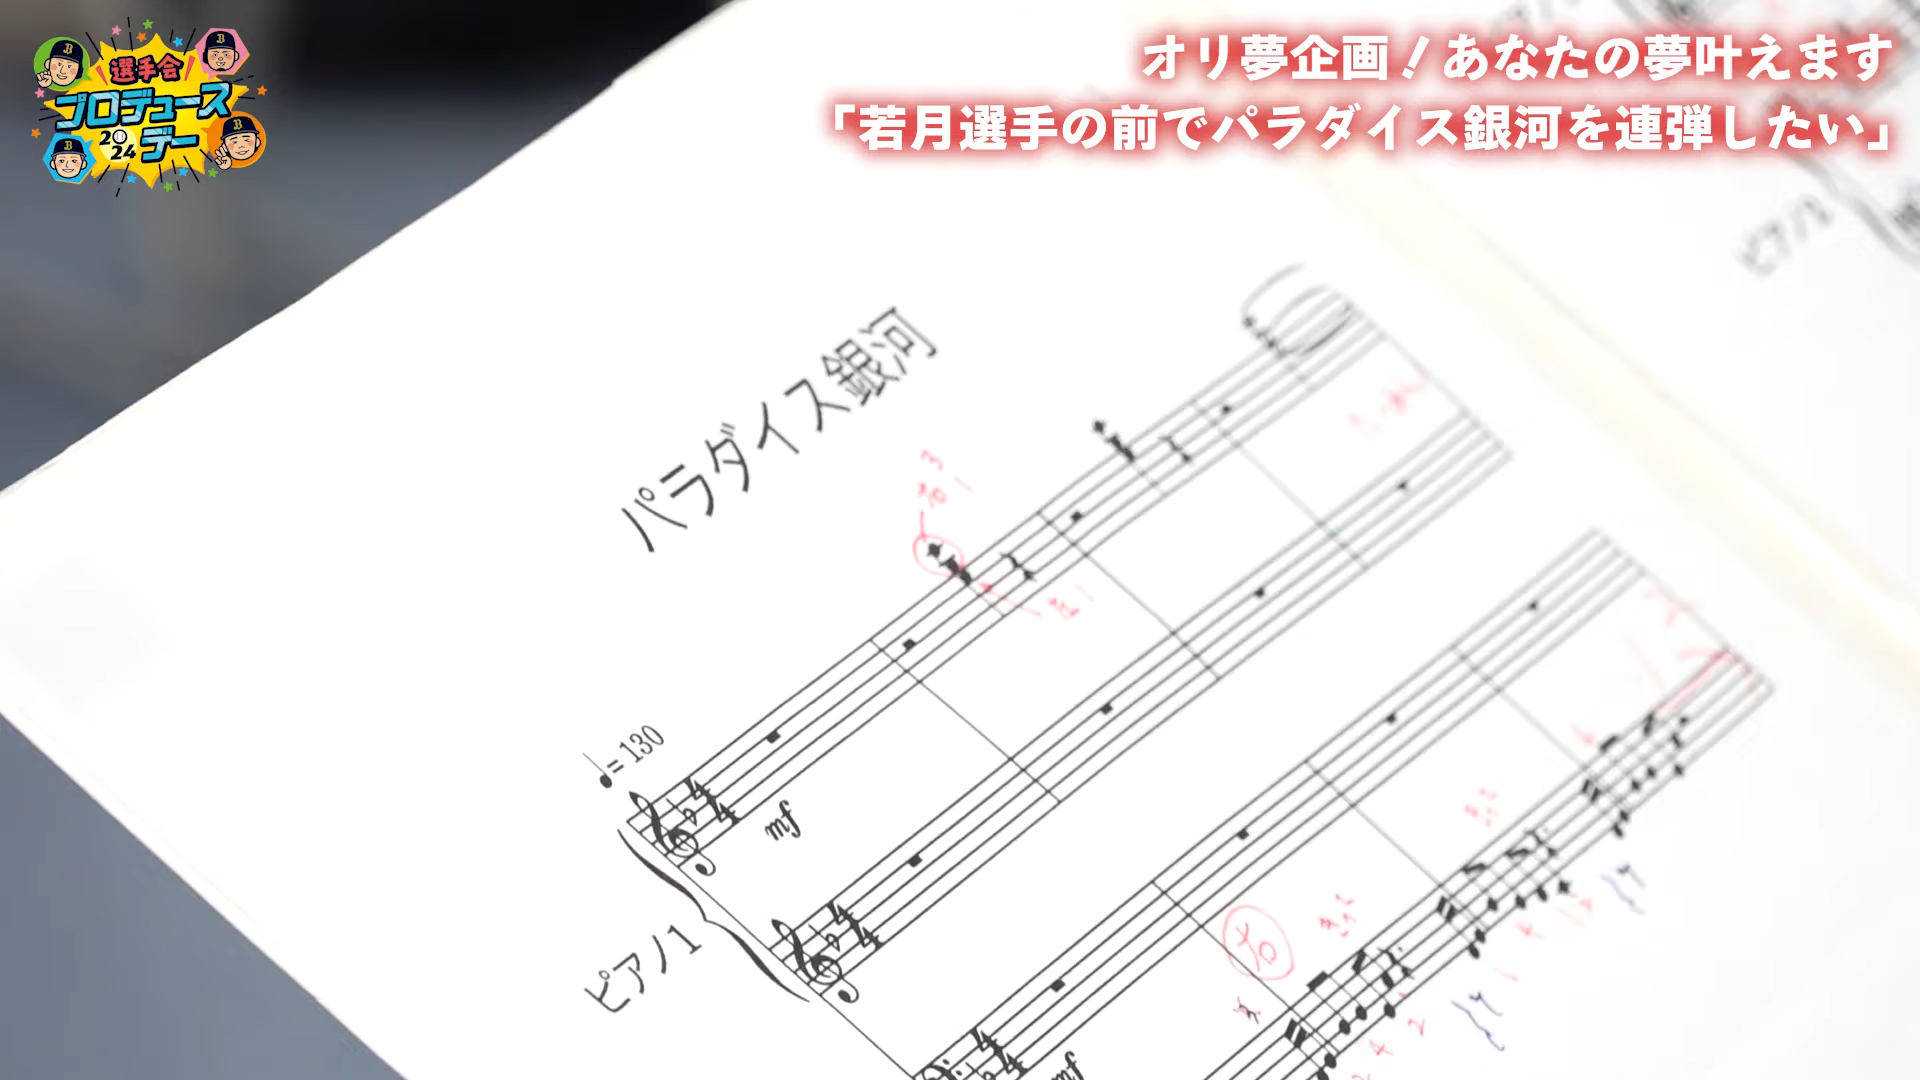 選手会
プロデュース
2024
デー
オリ夢企画!あなたの夢叶えます
「若月選手の前でパラダイス銀河を連弾したい」
パラダイス銀河
= 130
mf
ピアノ1
mf
右